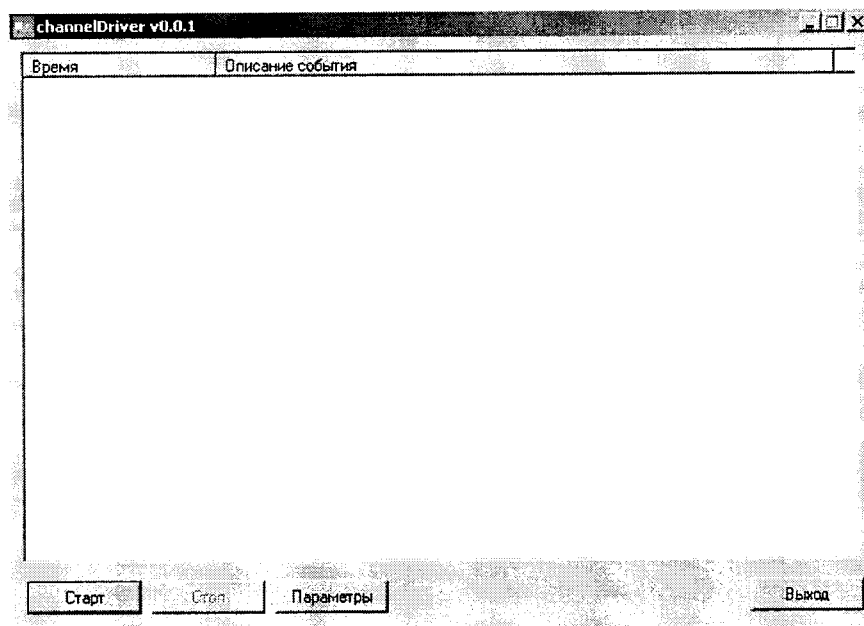 channelDriver v0.0.1
Время Описание события
Старт Стоп Параметры Выход